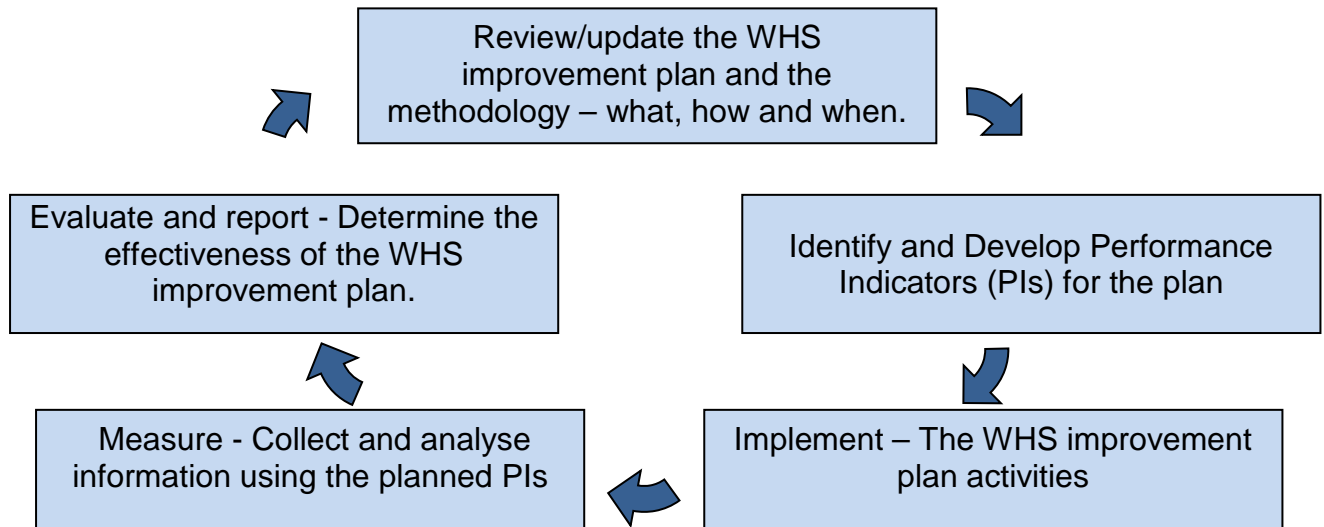 Review/update the WHS
improvement plan and the
methodology – what, how and when.
Identify and Develop Performance
Indicators (PIs) for the plan
Implement – The WHS improvement
plan activities
Measure - Collect and analyse
information using the planned PIs
Evaluate and report - Determine the
effectiveness of the WHS
improvement plan.